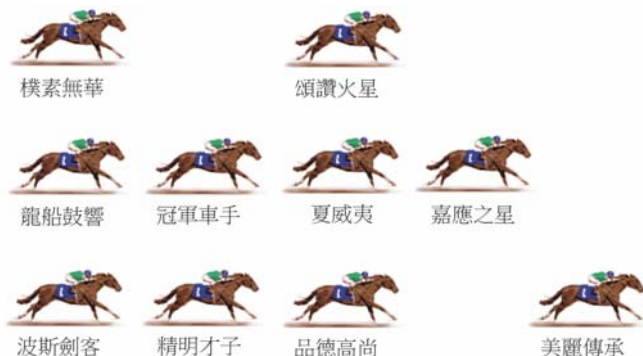 樸素無華 頌讚火星
龍船鼓響 冠軍車手 夏威夷 嘉應之星
波斯劍客 精明才子 品德高尚 美麗傳承